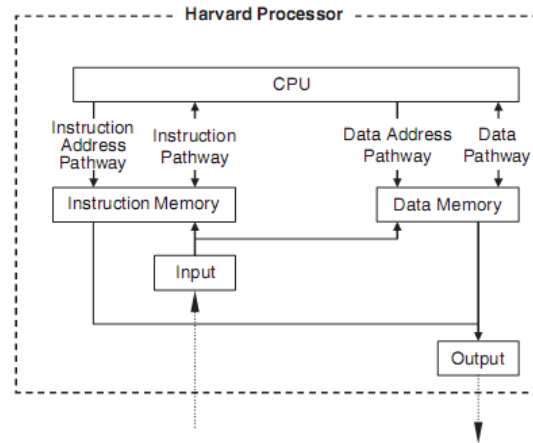 Harvard Processor
CPU
Instruction
Address
Pathway
Instruction
Pathway
Data Address
Pathway
Data
Pathway
Instruction Memory
Data Memory
Input
Output